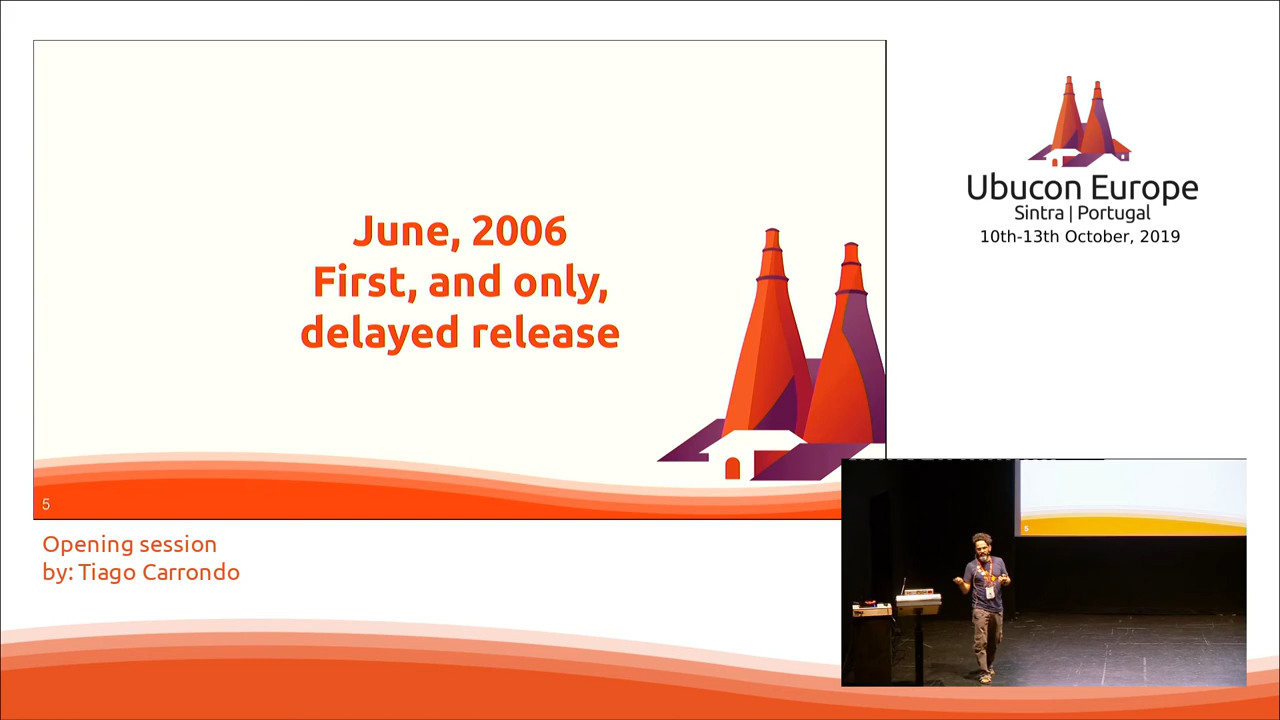 June, 2006
First, and only,
delayed release
5
Ubucon Europe
Sintra | Portugal
10th-13th October, 2019
Opening session
by: Tiago Carrondo
5